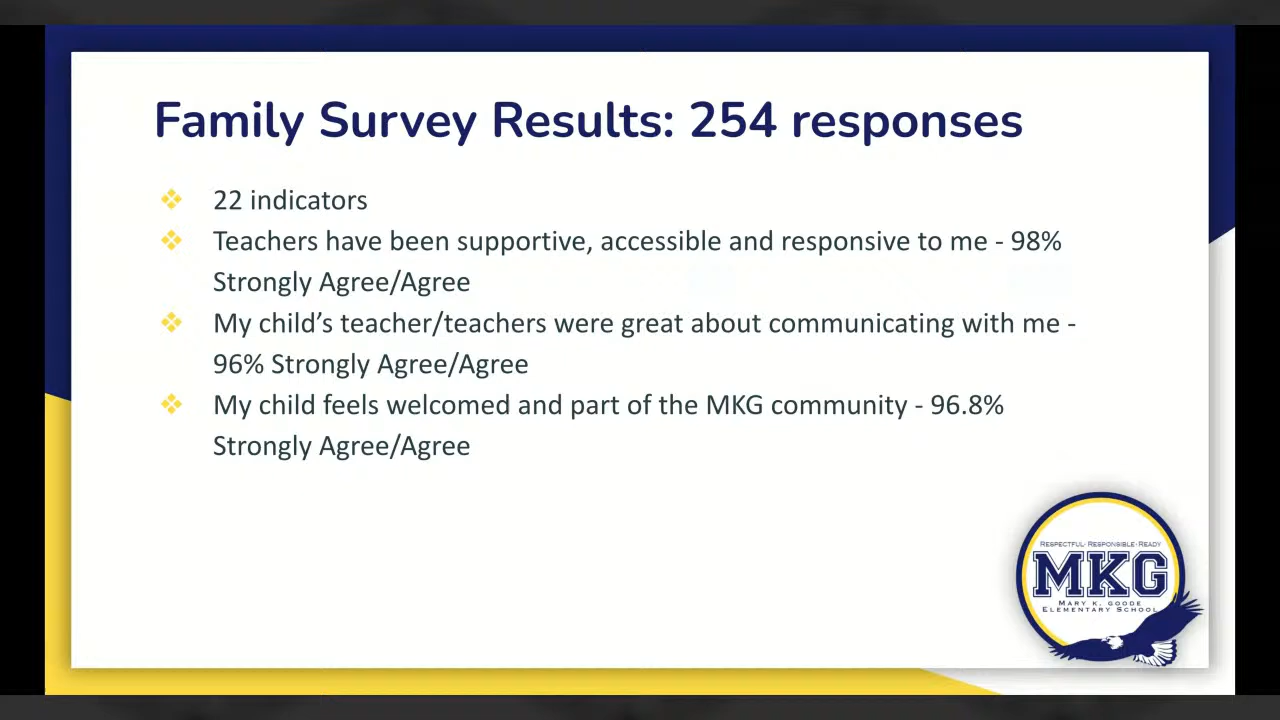 Family Survey Results: 254 responses
22 indicators
Teachers have been supportive, accessible and responsive to me - 98%
Strongly Agree/Agree
My child’s teacher/teachers were great about communicating with me -
96% Strongly Agree/Agree
My child feels welcomed and part of the MKG community - 96.8%
Strongly Agree/Agree
Respectful·Responsible·Ready
MKG
Mary K. Goode
Elementary School